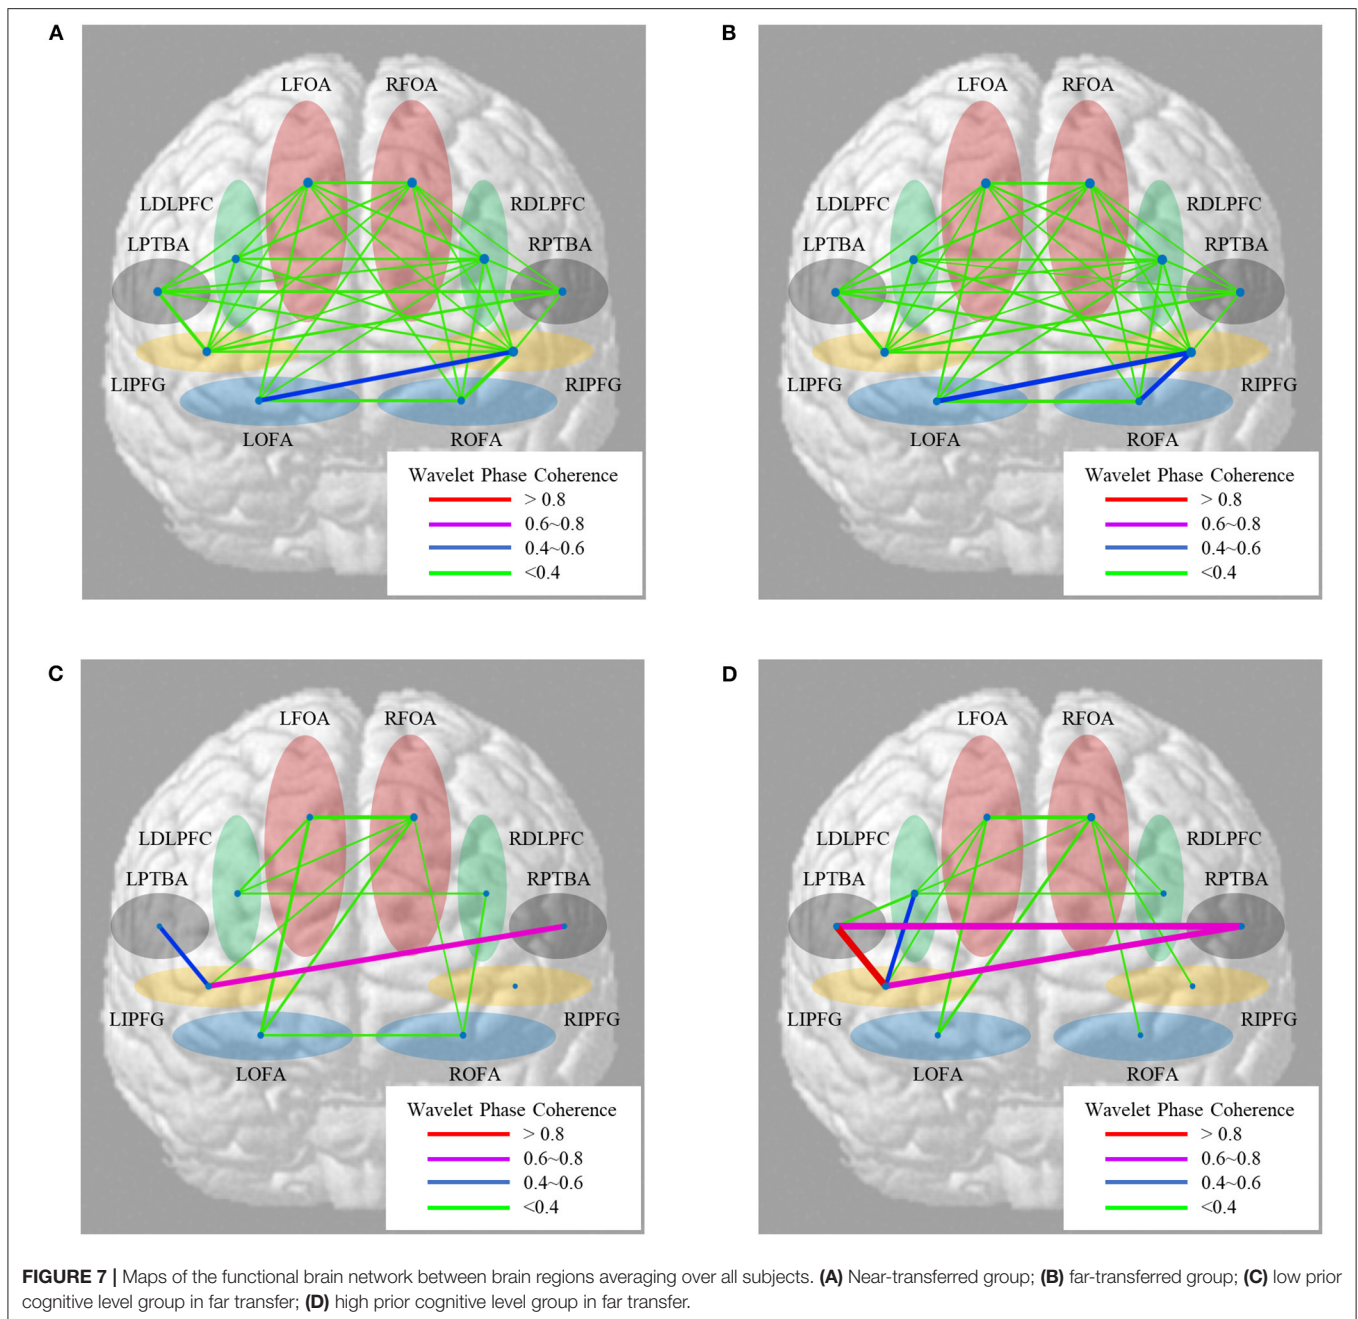 A
LFOA RFOA
LDLPFC RDLPFC
LPTBA RPTBA
LIPFG RIPFG
LOFA ROFA
Wavelet Phase Coherence
> 0.8
0.6~0.8
0.4~0.6
<0.4
B
LFOA RFOA
LDLPFC RDLPFC
LPTBA RPTBA
LIPFG RIPFG
LOFA ROFA
Wavelet Phase Coherence
> 0.8
0.6~0.8
0.4~0.6
<0.4
C
LFOA RFOA
LDLPFC RDLPFC
LPTBA RPTBA
LIPFG RIPFG
LOFA ROFA
Wavelet Phase Coherence
> 0.8
0.6~0.8
0.4~0.6
<0.4
D
LFOA RFOA
LDLPFC RDLPFC
LPTBA RPTBA
LIPFG RIPFG
LOFA ROFA
Wavelet Phase Coherence
> 0.8
0.6~0.8
0.4~0.6
<0.4
FIGURE 7 | Maps of the functional brain network between brain regions averaging over all subjects. (A) Near-transferred group; (B) far-transferred group; (C) low prior
cognitive level group in far transfer; (D) high prior cognitive level group in far transfer.